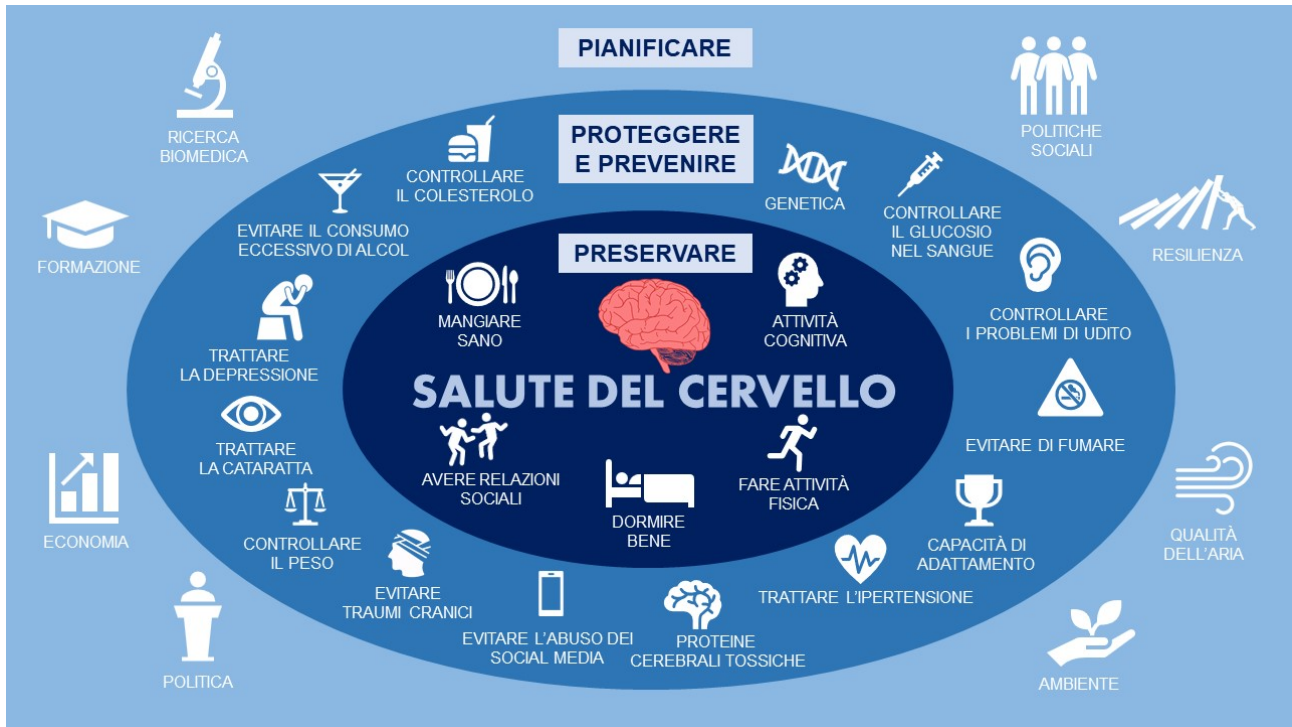 PIANIFICARE
RICERCA
BIOMEDICA
POLITICHE
SOCIALI
FORMAZIONE
RESILIENZA
ECONOMIA
QUALITÀ
DELL'ARIA
POLITICA
AMBIENTE
PROTEGGERE
E PREVENIRE
CONTROLLARE
IL COLESTEROLO
GENETICA
EVITARE IL CONSUMO
ECCESSIVO DI ALCOL
CONTROLLARE
IL GLUCOSIO
NEL SANGUE
TRATTARE
LA DEPRESSIONE
CONTROLLARE
I PROBLEMI DI UDITO
TRATTARE
LA CATARATTA
EVITARE DI FUMARE
CONTROLLARE
IL PESO
CAPACITÀ DI
ADATTAMENTO
EVITARE
TRAUMI CRANICI
TRATTARE L'IPERTENSIONE
EVITARE L'ABUSO DEI
SOCIAL MEDIA
PROTEINE
CEREBRALI TOSSICHE
PRESERVARE
MANGIARE
SANO
ATTIVITÀ
COGNITIVA
SALUTE DEL CERVELLO
AVERE RELAZIONI
SOCIALI
DORMIRE
BENE
FARE ATTIVITÀ
FISICA